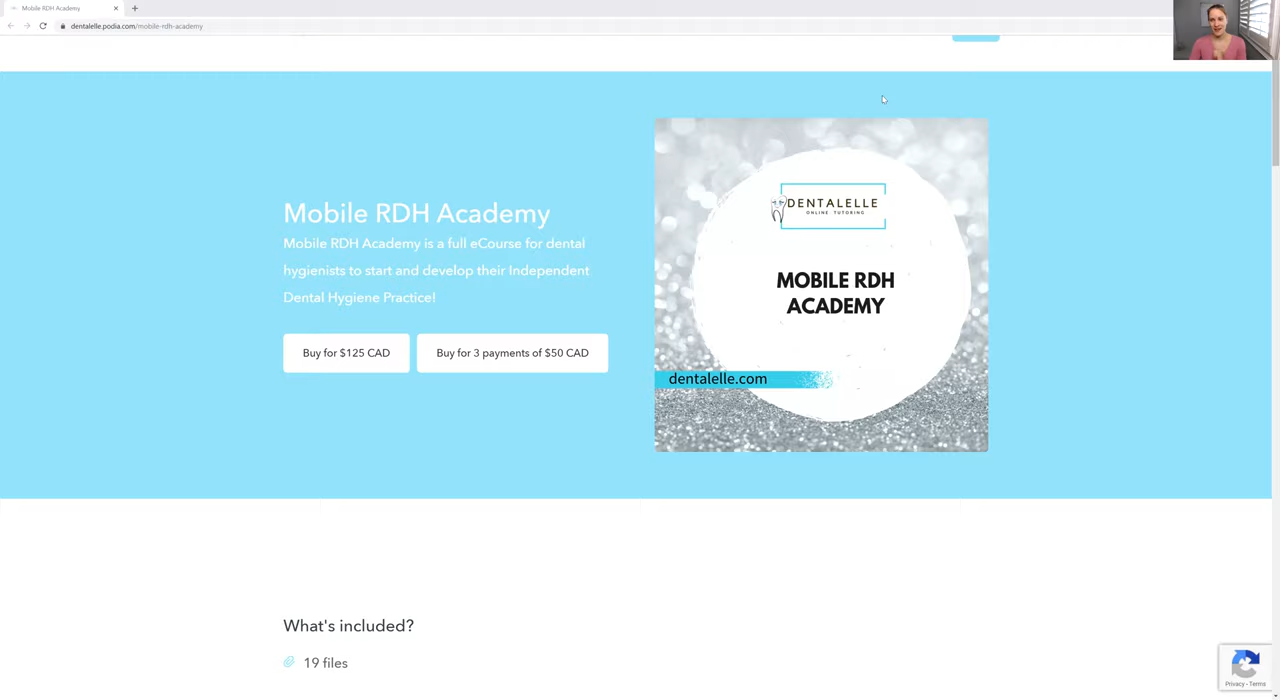 Mobile RDH Academy
dentalelle.podia.com/mobile-rdh-academy
Mobile RDH Academy
Mobile RDH Academy is a full eCourse for dental
hygienists to start and develop their Independent
Dental Hygiene Practice!
Buy for $125 CAD
Buy for 3 payments of $50 CAD
DENTALELLE
ONLINE TUTORING
MOBILE RDH
ACADEMY
dentalelle.com
What's included?
19 files
Privacy - Terms